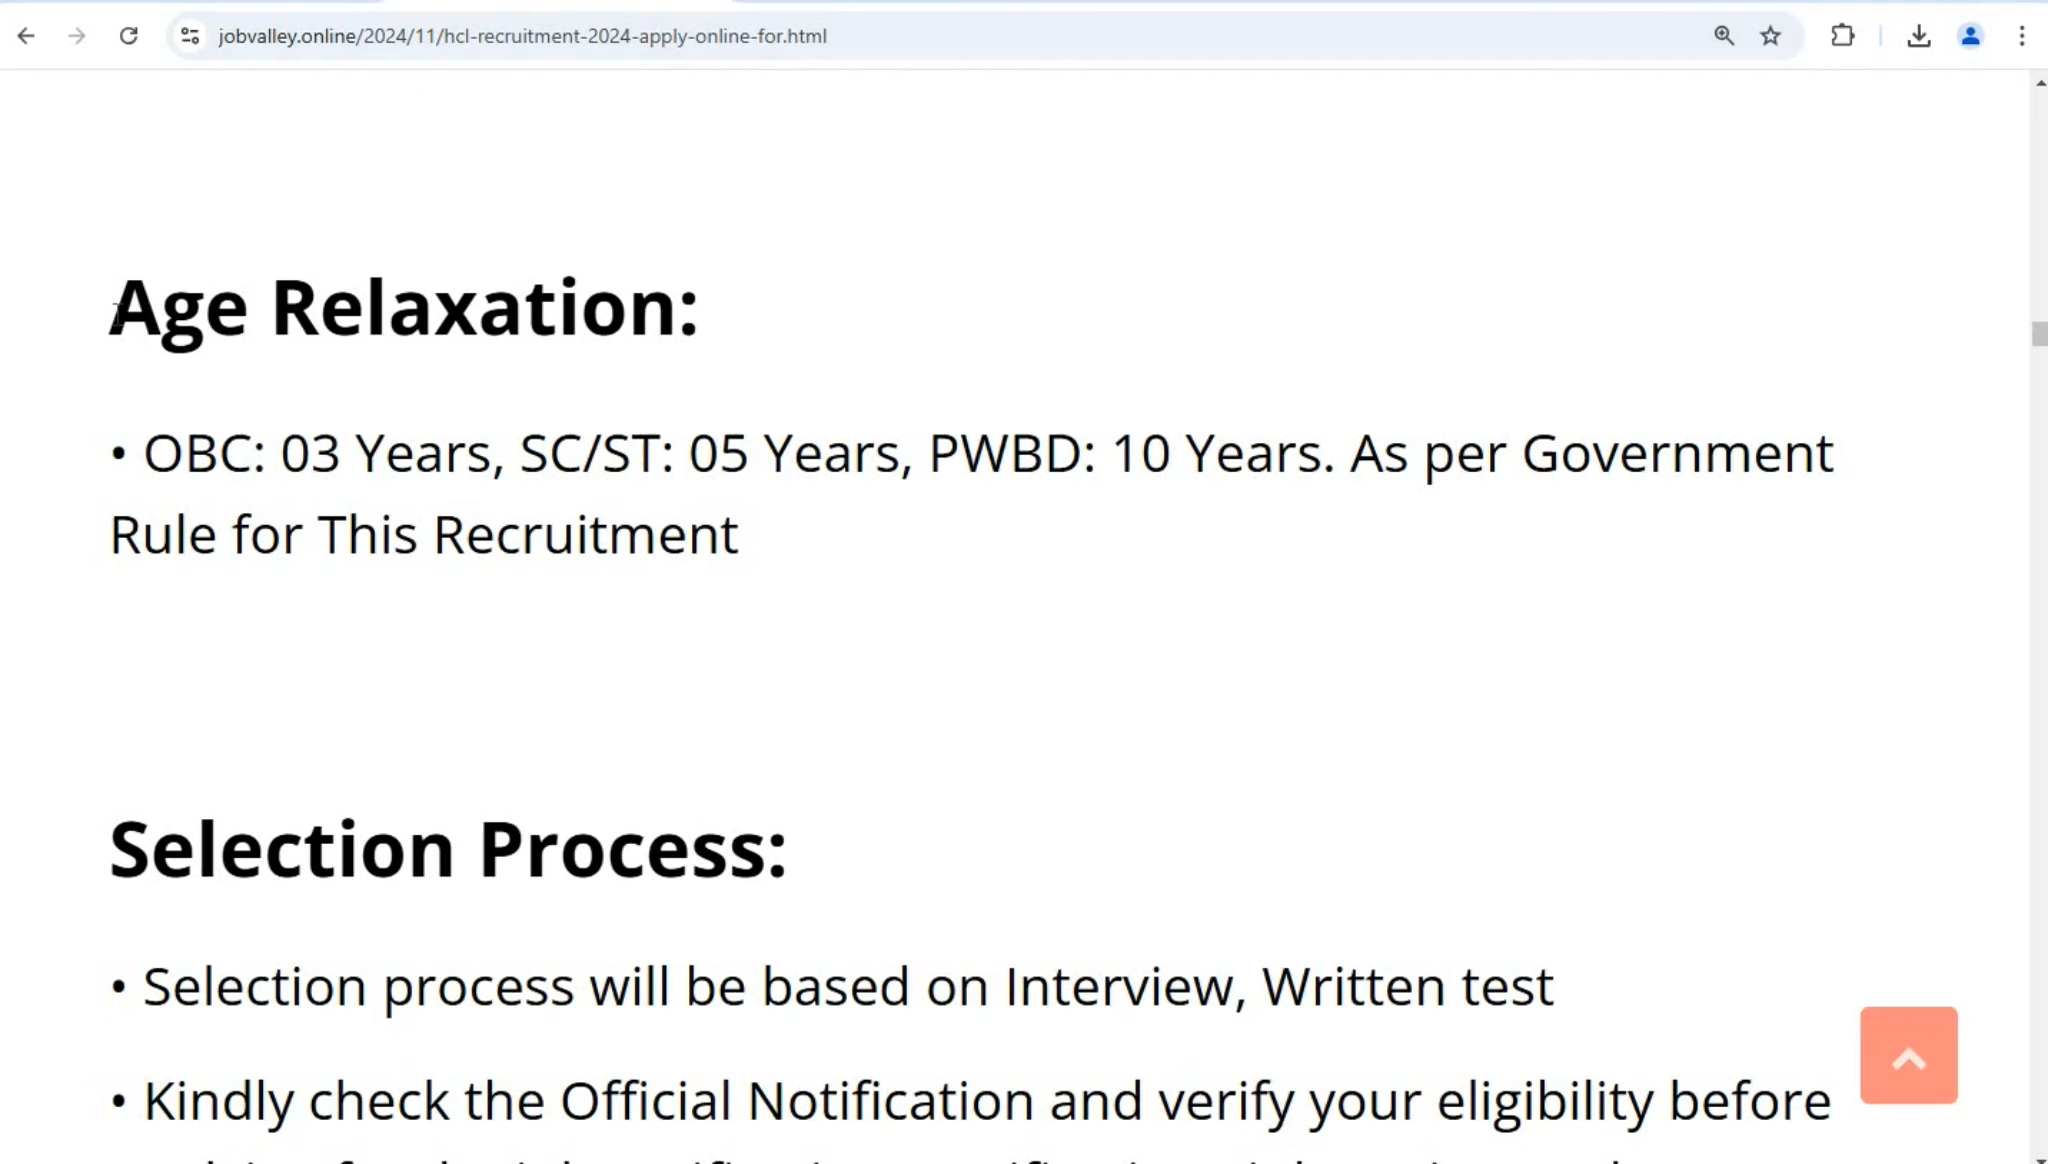 jobvalley.online/2024/11/hcl-recruitment-2024-apply-online-for.html
Age Relaxation:
• OBC: 03 Years, SC/ST: 05 Years, PWBD: 10 Years. As per Government
Rule for This Recruitment
Selection Process:
• Selection process will be based on Interview, Written test
• Kindly check the Official Notification and verify your eligibility before